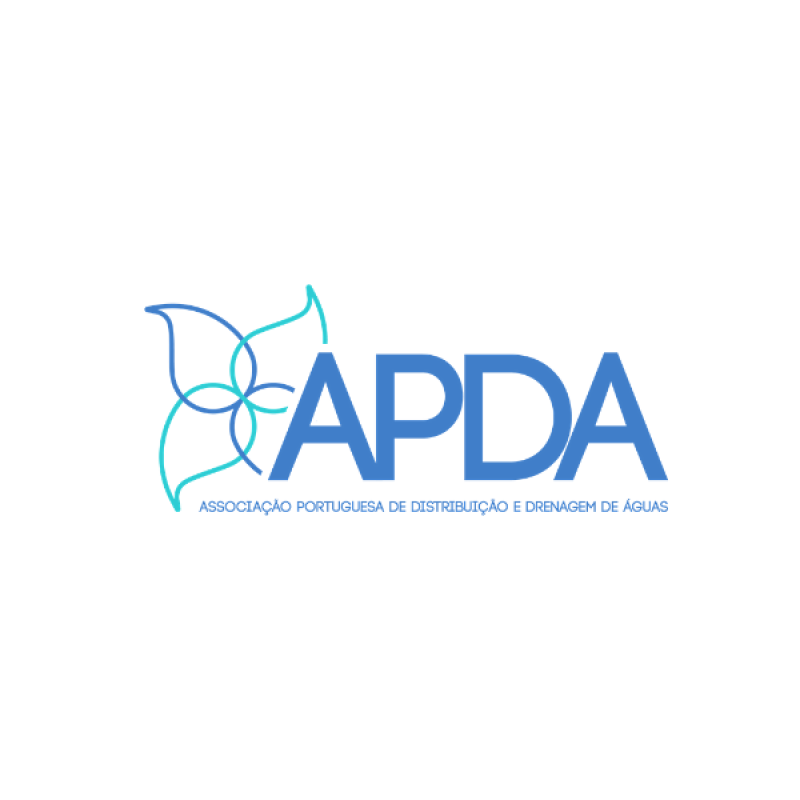 APDA
ASSOCIAÇÃO PORTUGUESA DE DISTRIBUIÇÃO E DRENAGEM DE ÁGUAS